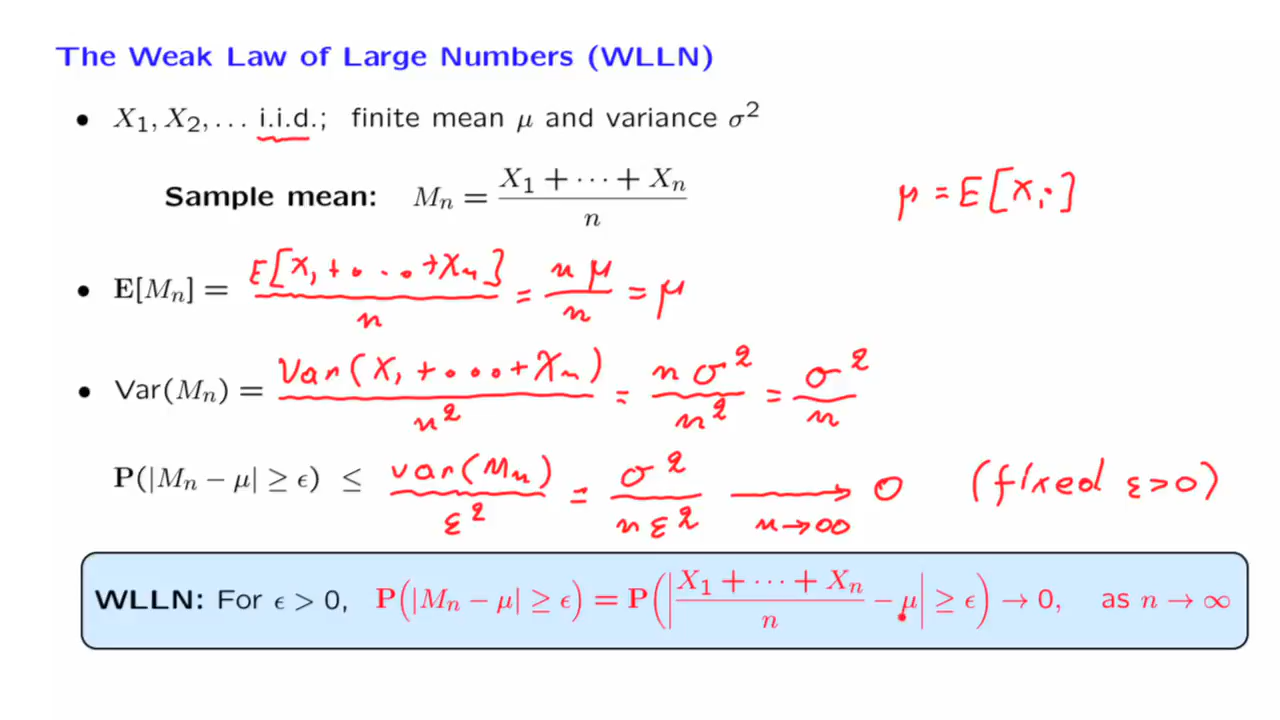 The Weak Law of Large Numbers (WLLN)
• X₁, X₂, … i.i.d.; finite mean μ and variance σ²
Sample mean: Mₙ = (X₁ + ⋯ + Xₙ)/n   μ = E[Xᵢ]
• E[Mₙ] = E[X₁ + ... + Xₙ]/n = nμ/n = μ
• Var(Mₙ) = Var(X₁ + ... + Xₙ)/n² = nσ²/n² = σ²/n
P(|Mₙ − μ| ≥ ϵ) ≤ var(Mₙ)/ε² = σ²/(nε²) ⟶ 0 (fixed ε>0)
n→∞
WLLN: For ϵ > 0, P(|Mₙ − μ| ≥ ϵ) = P(|(X₁ + ⋯ + Xₙ)/n − μ| ≥ ϵ) → 0, as n → ∞